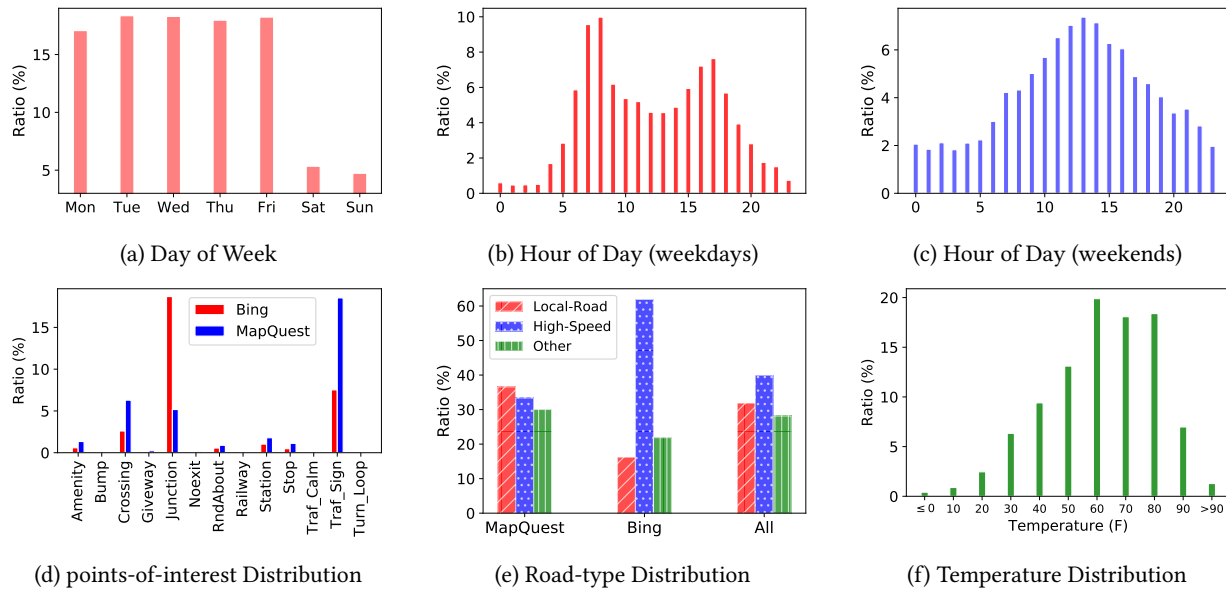 Ratio (%)
15
10
5
Mon Tue Wed Thu Fri Sat Sun
(a) Day of Week
Ratio (%)
10
8
6
4
2
0
0 5 10 15 20
(b) Hour of Day (weekdays)
Ratio (%)
6
4
2
0
0 5 10 15 20
(c) Hour of Day (weekends)
Ratio (%)
15
10
5
0
Bing
MapQuest
Amenity
Bump
Crossing
Giveway
Junction
Noexit
RndAbout
Railway
Station
Stop
Traf_Calm
Traf_Sign
Turn_Loop
(d) points-of-interest Distribution
Ratio (%)
60
50
40
30
20
10
0
Local-Road
High-Speed
Other
MapQuest Bing All
(e) Road-type Distribution
Ratio (%)
20
15
10
5
0
≤ 0 10 20 30 40 50 60 70 80 90 >90
Temperature (F)
(f) Temperature Distribution